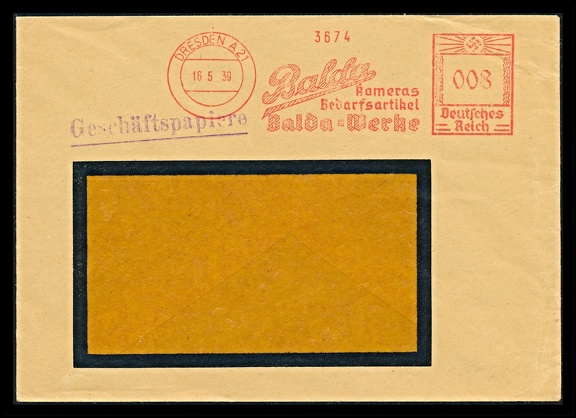 3674
DRESDEN A 21
16 5 39
Balda
Kameras
Bedarfsartikel
Balda-Werke
008
Deutsches
Reich
Geschäftspapiere